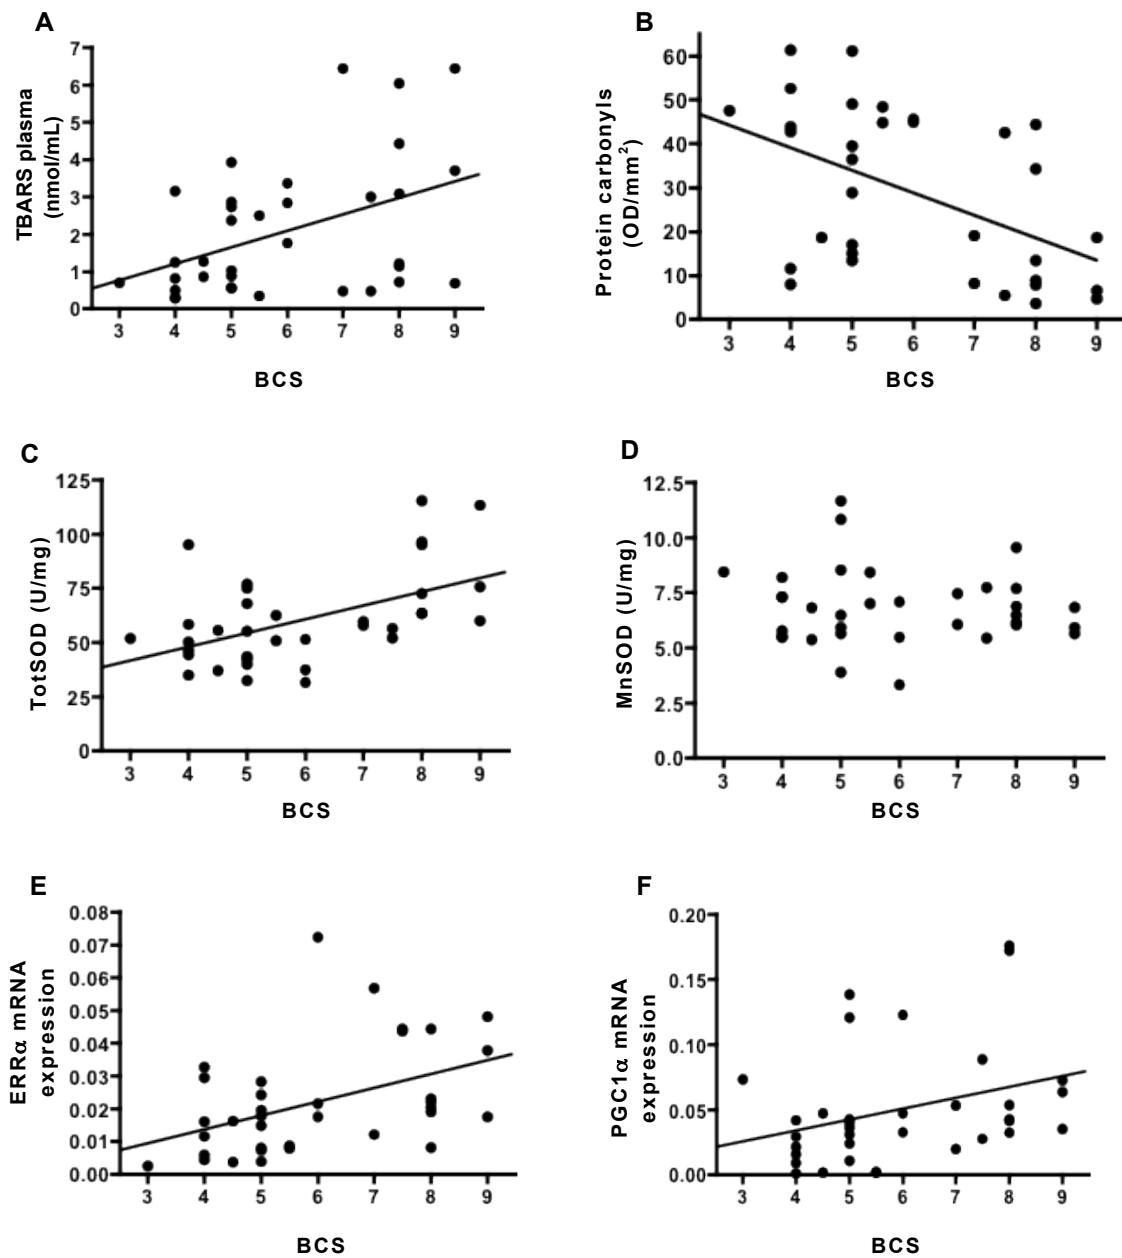 A
TBARS plasma
(nmol/mL)
7
6
5
4
3
2
1
0
3 4 5 6 7 8 9
BCS
B
Protein carbonyls
(OD/mm²)
60
50
40
30
20
10
0
3 4 5 6 7 8 9
BCS
C
TotSOD (U/mg)
125
100
75
50
25
0
3 4 5 6 7 8 9
BCS
D
MnSOD (U/mg)
12.5
10.0
7.5
5.0
2.5
0.0
3 4 5 6 7 8 9
BCS
E
ERRα mRNA
expression
0.08
0.07
0.06
0.05
0.04
0.03
0.02
0.01
0.00
3 4 5 6 7 8 9
BCS
F
PGC1α mRNA
expression
0.20
0.15
0.10
0.05
0.00
3 4 5 6 7 8 9
BCS